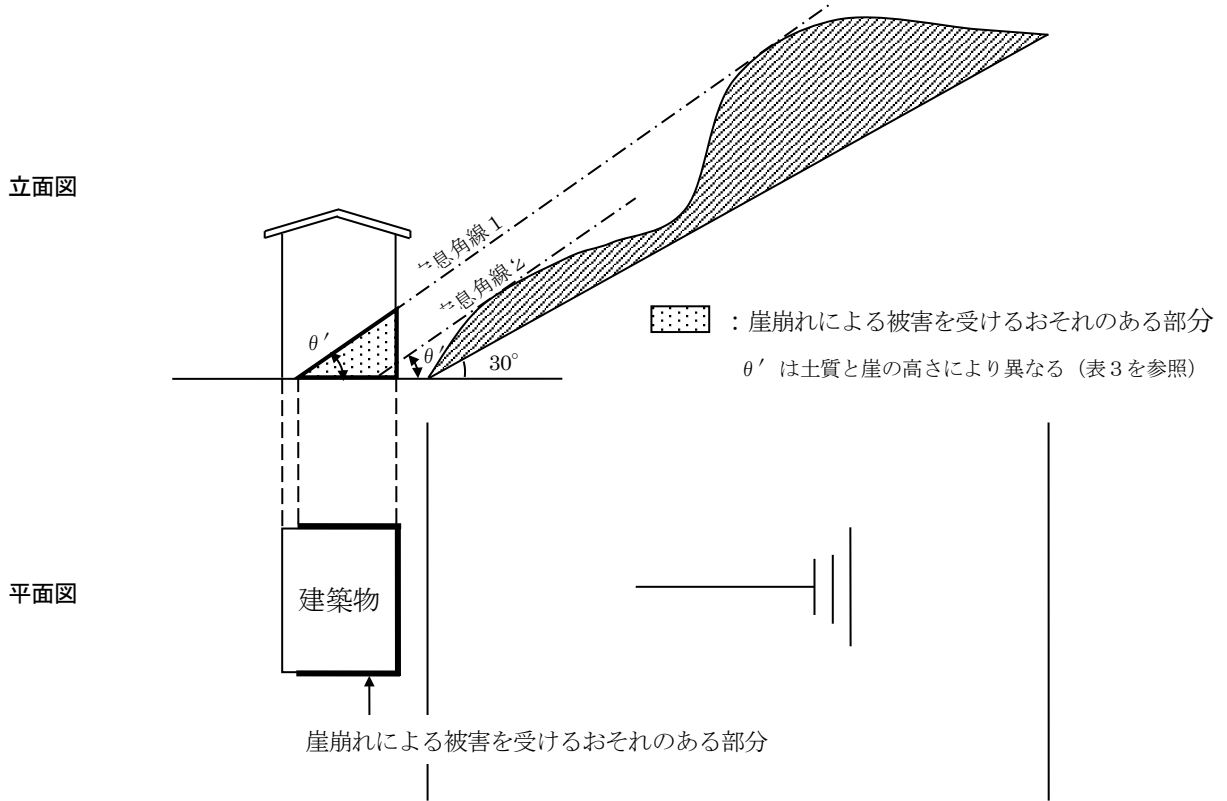 立面図
息角線1
息角線2
θ′
θ′
30°
：崖崩れによる被害を受けるおそれのある部分
θ′は土質と崖の高さにより異なる（表３を参照）
平面図
建築物
崖崩れによる被害を受けるおそれのある部分